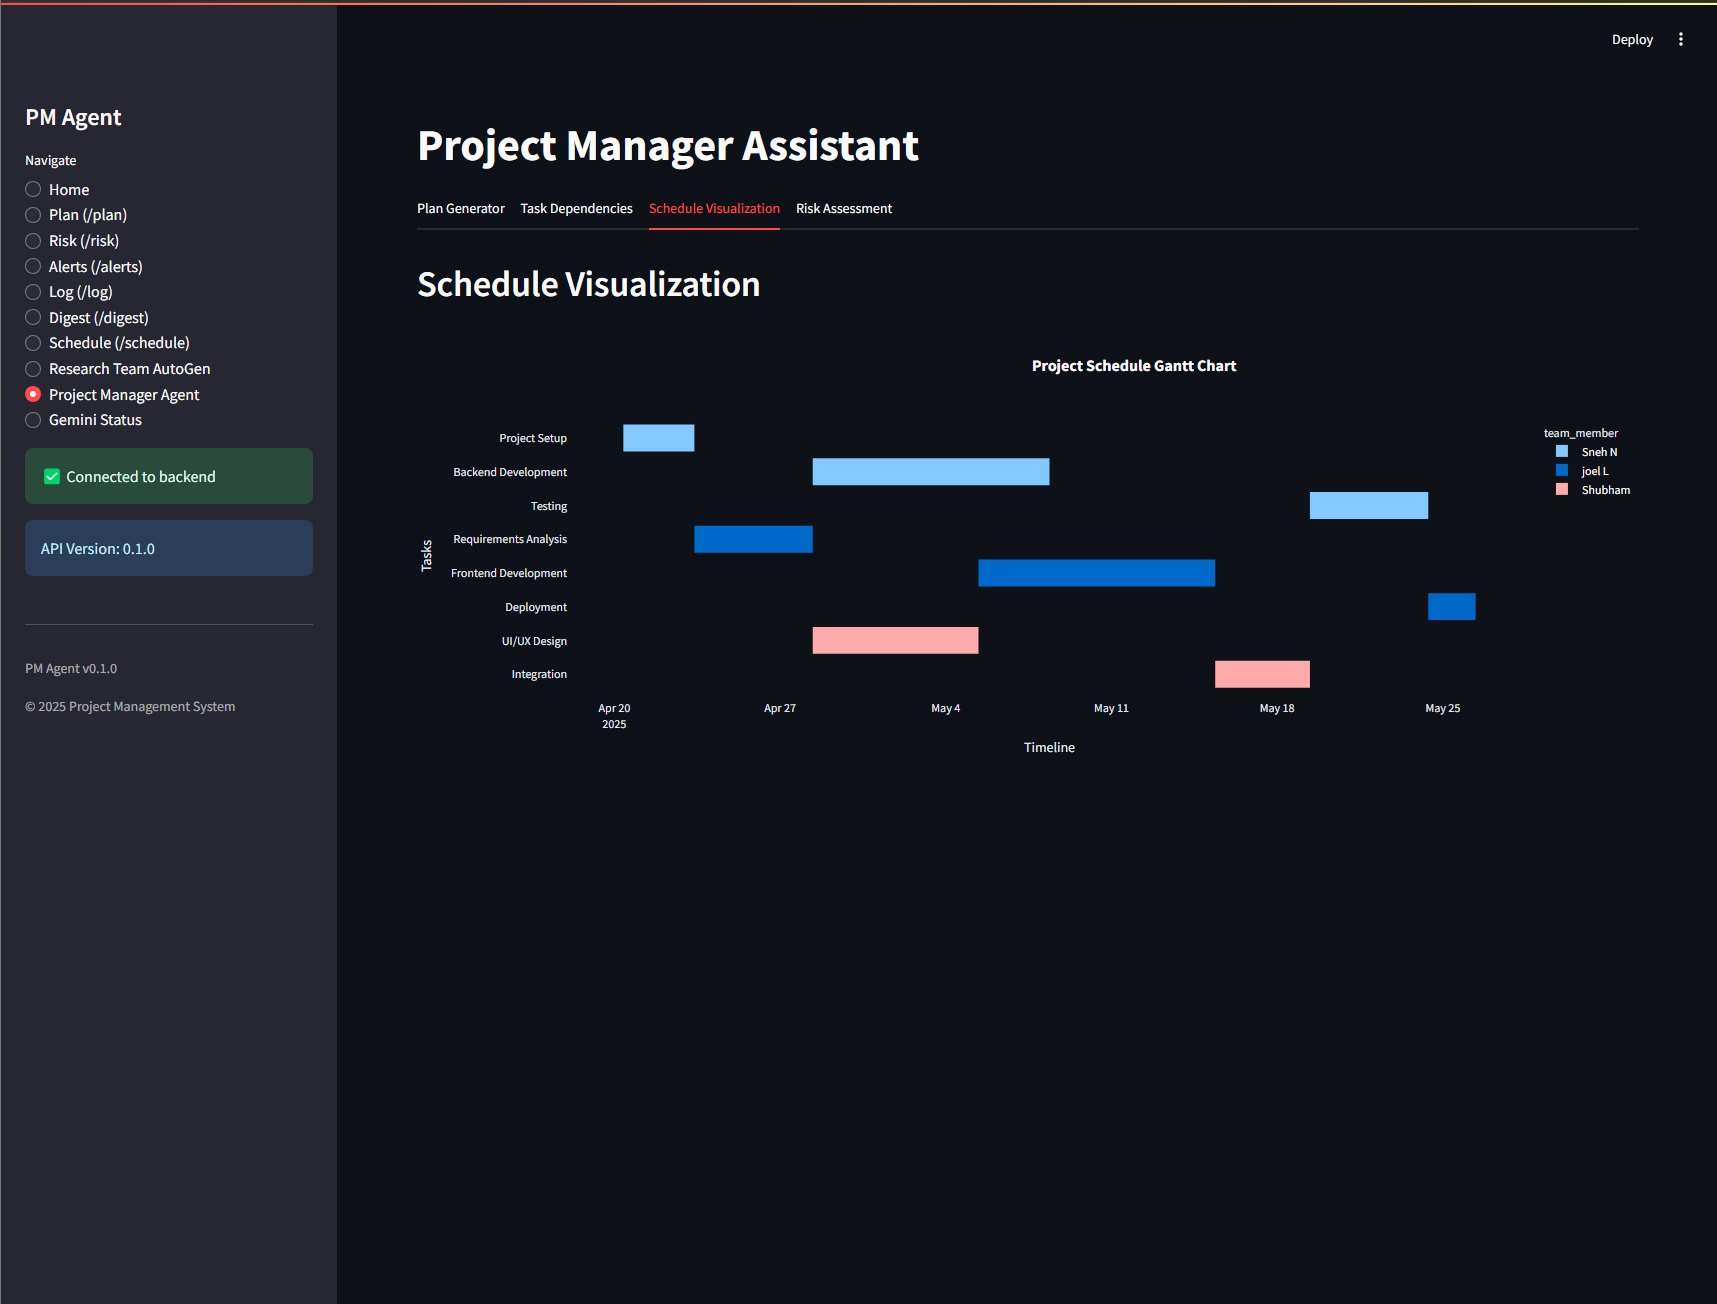 Deploy
PM Agent
Navigate
Home
Plan (/plan)
Risk (/risk)
Alerts (/alerts)
Log (/log)
Digest (/digest)
Schedule (/schedule)
Research Team AutoGen
Project Manager Agent
Gemini Status
Connected to backend
API Version: 0.1.0
PM Agent v0.1.0
© 2025 Project Management System
Project Manager Assistant
Plan Generator
Task Dependencies
Schedule Visualization
Risk Assessment
Schedule Visualization
Project Schedule Gantt Chart
Tasks
Project Setup
Backend Development
Testing
Requirements Analysis
Frontend Development
Deployment
UI/UX Design
Integration
Apr 20
2025
Apr 27
May 4
May 11
May 18
May 25
Timeline
team_member
Sneh N
joel L
Shubham